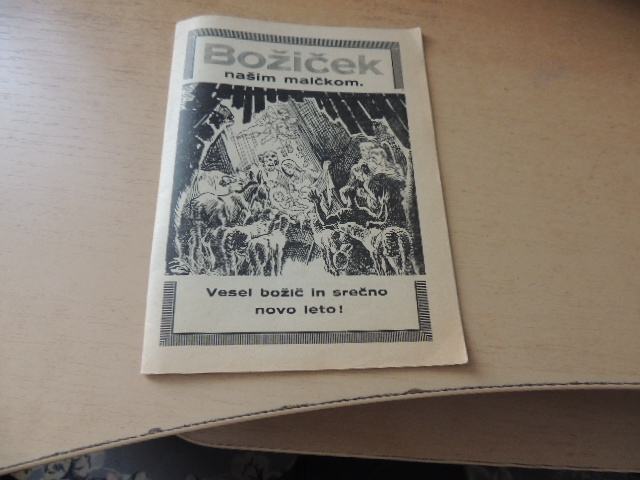 Božiček
našim malčkom.
Vesel božič in srečno
novo leto!